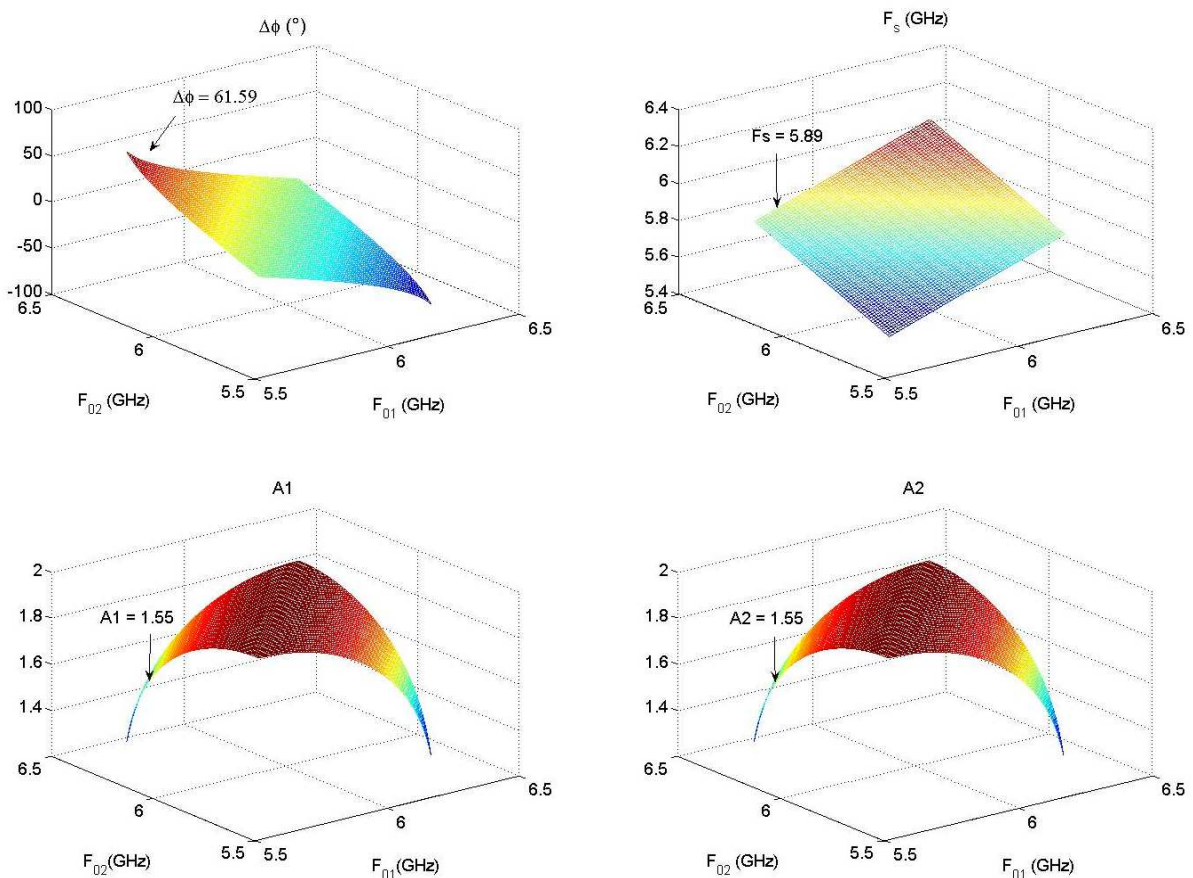 Δϕ (°)
Δϕ = 61.59
100
50
0
-50
-100
6.5
6
5.5
5.5
6
6.5
F02 (GHz)
F01 (GHz)
Fs (GHz)
Fs = 5.89
6.4
6.2
6
5.8
5.6
5.4
6.5
6
5.5
5.5
6
6.5
F02 (GHz)
F01 (GHz)
A1
A1 = 1.55
2
1.8
1.6
1.4
6.5
6
5.5
5.5
6
6.5
F02(GHz)
F01(GHz)
A2
A2 = 1.55
2
1.8
1.6
1.4
6.5
6
5.5
5.5
6
6.5
F02 (GHz)
F01 (GHz)